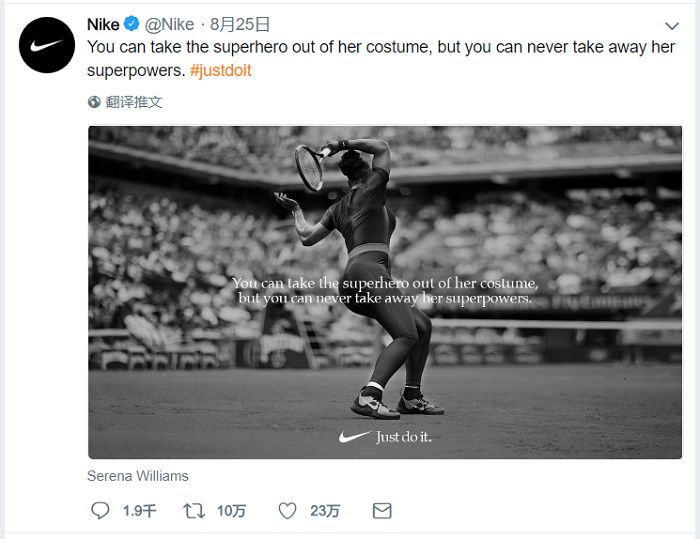 Nike @Nike · 8月25日
You can take the superhero out of her costume, but you can never take away her
superpowers. #justdoit
翻译推文
You can take the superhero out of her costume,
but you can never take away her superpowers.
Just do it.
Serena Williams
1.9千 10万 23万